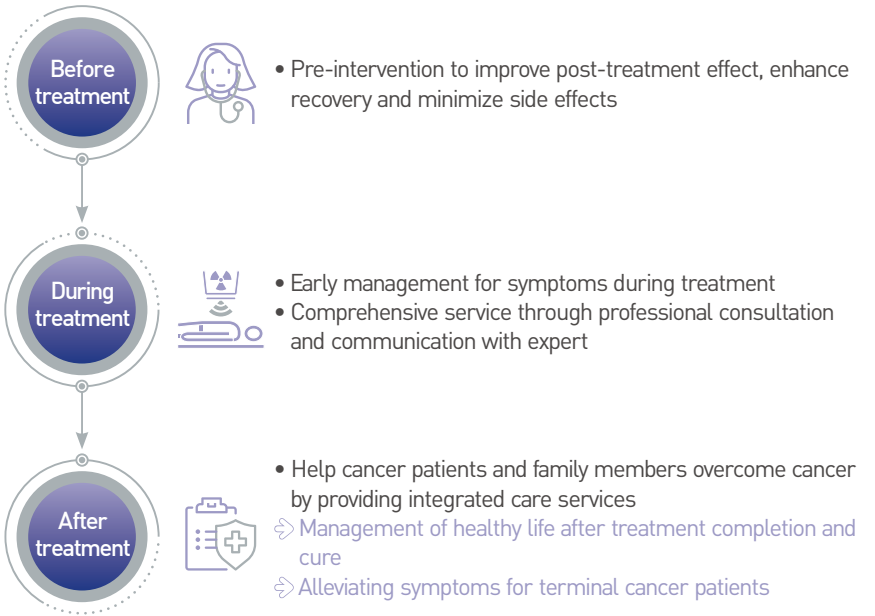 Before
treatment
• Pre-intervention to improve post-treatment effect, enhance
recovery and minimize side effects
During
treatment
• Early management for symptoms during treatment
• Comprehensive service through professional consultation
and communication with expert
After
treatment
• Help cancer patients and family members overcome cancer
by providing integrated care services
Management of healthy life after treatment completion and
cure
Alleviating symptoms for terminal cancer patients